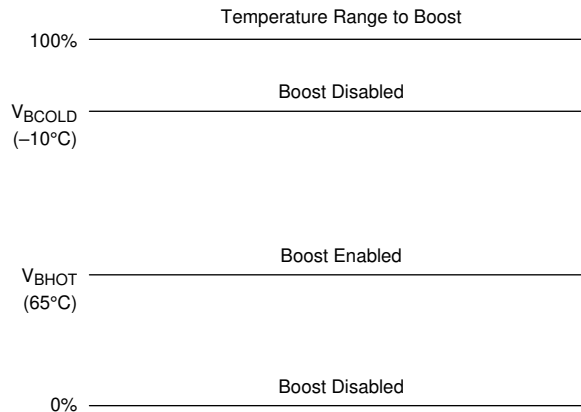 Temperature Range to Boost
100%
Boost Disabled
VBCOLD
(–10°C)
Boost Enabled
VBHOT
(65°C)
Boost Disabled
0%